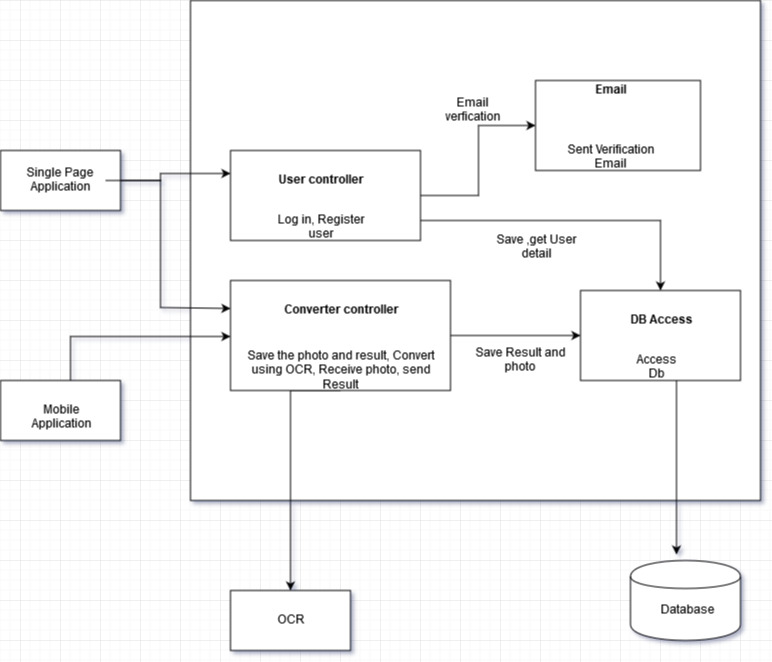 Email
Email
verfication
Sent Verification
Email
Single Page
Application
User controller
Log in, Register
user
Save ,get User
detail
Converter controller
Save the photo and result, Convert
using OCR, Receive photo, send
Result
DB Access
Access
Db
Save Result and
photo
Mobile
Application
OCR
Database